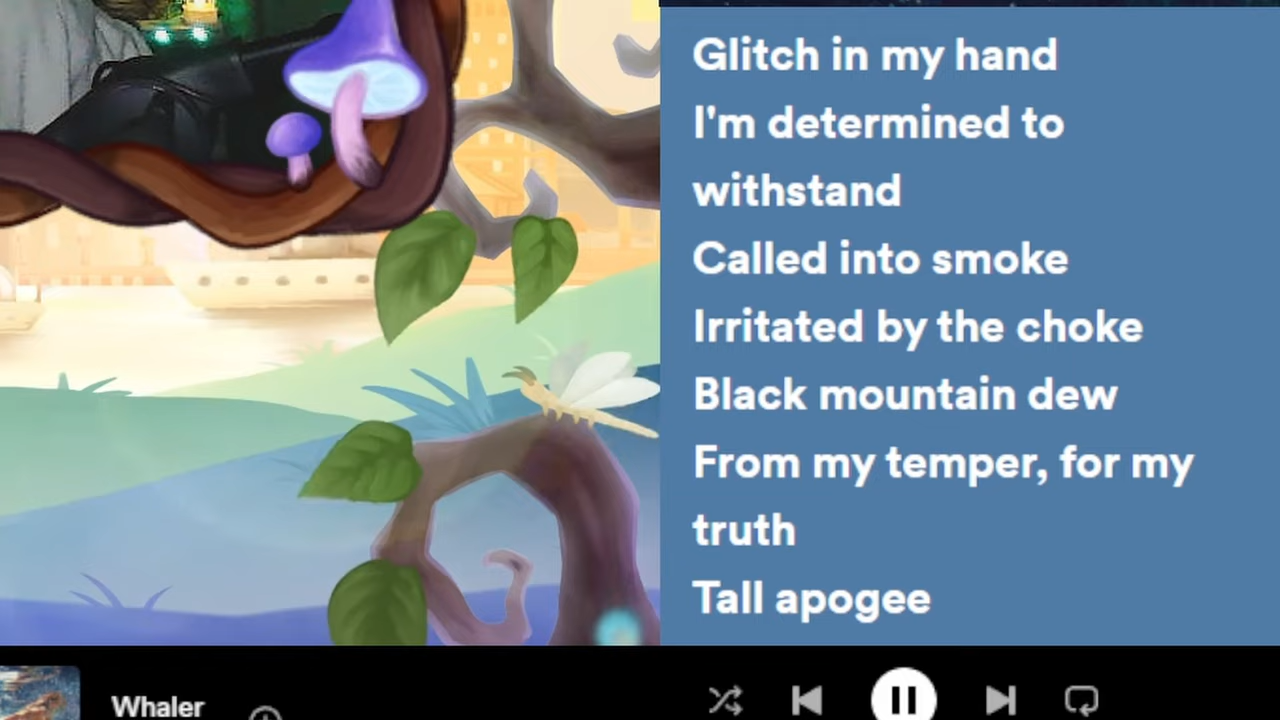 Glitch in my hand
I'm determined to
withstand
Called into smoke
Irritated by the choke
Black mountain dew
From my temper, for my
truth
Tall apogee
Whaler